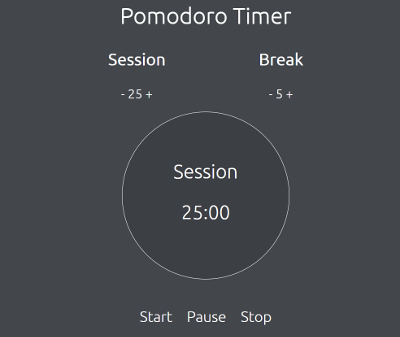 Pomodoro Timer
Session Break
- 25 + - 5 +
Session
25:00
Start Pause Stop